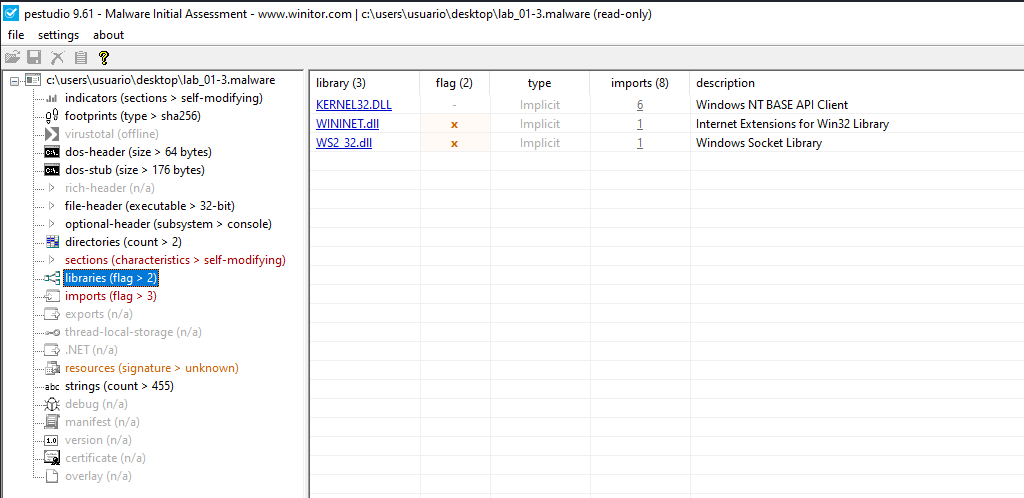 pestudio 9.61 - Malware Initial Assessment - www.winitor.com | c:\users\usuario\desktop\lab_01-3.malware (read-only)
file settings about
c:\users\usuario\desktop\lab_01-3.malware
indicators (sections > self-modifying)
footprints (type > sha256)
virustotal (offline)
dos-header (size > 64 bytes)
dos-stub (size > 176 bytes)
rich-header (n/a)
file-header (executable > 32-bit)
optional-header (subsystem > console)
directories (count > 2)
sections (characteristics > self-modifying)
libraries (flag > 2)
imports (flag > 3)
exports (n/a)
thread-local-storage (n/a)
.NET (n/a)
resources (signature > unknown)
abc strings (count > 455)
debug (n/a)
manifest (n/a)
1.0 version (n/a)
certificate (n/a)
overlay (n/a)
library (3) flag (2) type imports (8) description
KERNEL32.DLL - Implicit 6 Windows NT BASE API Client
WININET.dll x Implicit 1 Internet Extensions for Win32 Library
WS2_32.dll x Implicit 1 Windows Socket Library